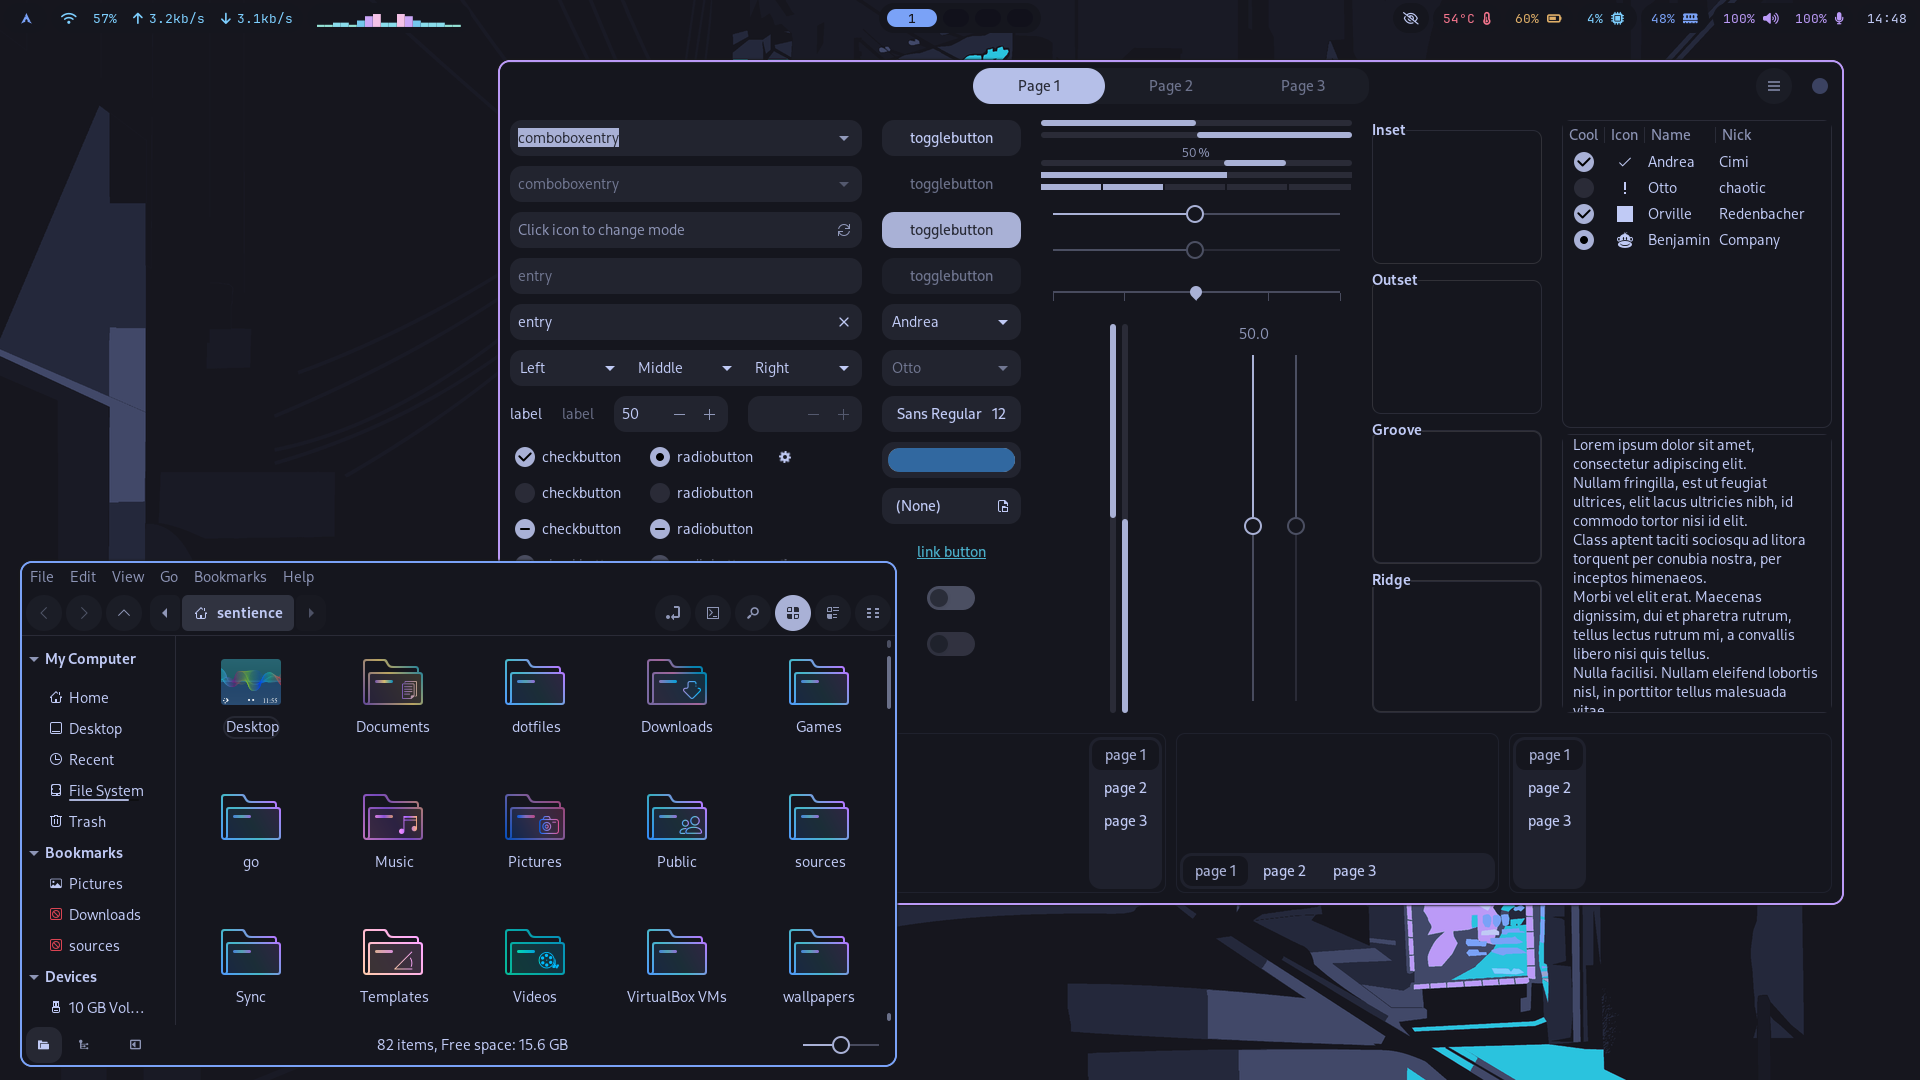 57% 3.2kb/s 3.1kb/s
1
54°C 60% 4% 48% 100% 100% 14:48
Page 1 Page 2 Page 3
comboboxentry
comboboxentry
Click icon to change mode
entry
entry
Left Middle Right
label label 50
checkbutton radiobutton
checkbutton radiobutton
checkbutton radiobutton
togglebutton
togglebutton
togglebutton
togglebutton
Andrea
Otto
Sans Regular 12
(None)
link button
50 %
50.0
Inset
Outset
Groove
Ridge
Cool Icon Name Nick
Andrea Cimi
! Otto chaotic
Orville Redenbacher
Benjamin Company
Lorem ipsum dolor sit amet,
consectetur adipiscing elit.
Nullam fringilla, est ut feugiat
ultrices, elit lacus ultricies nibh, id
commodo tortor nisi id elit.
Class aptent taciti sociosqu ad litora
torquent per conubia nostra, per
inceptos himenaeos.
Morbi vel elit erat. Maecenas
dignissim, dui et pharetra rutrum,
tellus lectus rutrum mi, a convallis
libero nisi quis tellus.
Nulla facilisi. Nullam eleifend lobortis
nisl, in porttitor tellus malesuada
vitae.
page 1
page 2
page 3
page 1 page 2 page 3
page 1
page 2
page 3
File Edit View Go Bookmarks Help
sentience
My Computer
Home
Desktop
Recent
File System
Trash
Bookmarks
Pictures
Downloads
sources
Devices
10 GB Vol...
11:55
Desktop Documents dotfiles Downloads Games
go Music Pictures Public sources
Sync Templates Videos VirtualBox VMs wallpapers
82 items, Free space: 15.6 GB